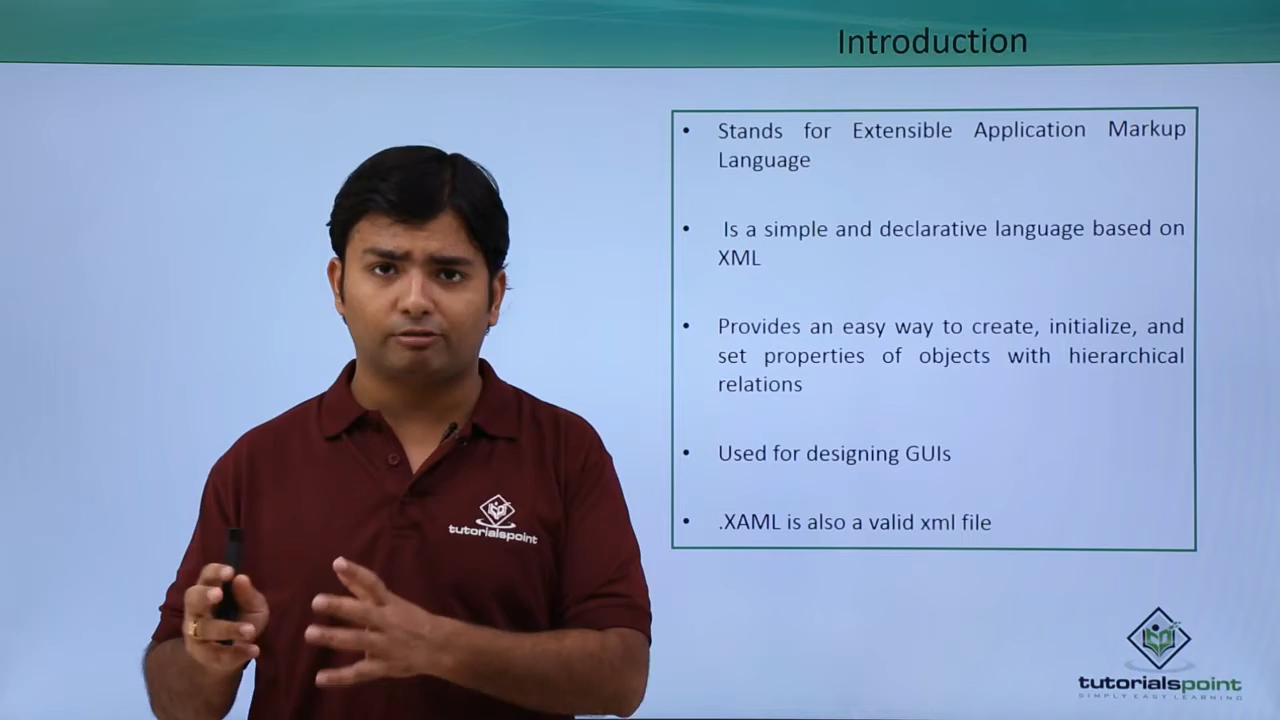 Introduction
• Stands for Extensible Application Markup
Language
• Is a simple and declarative language based on
XML
• Provides an easy way to create, initialize, and
set properties of objects with hierarchical
relations
• Used for designing GUIs
• .XAML is also a valid xml file
tutorialspoint
tutorialspoint
SIMPLY EASY LEARNING